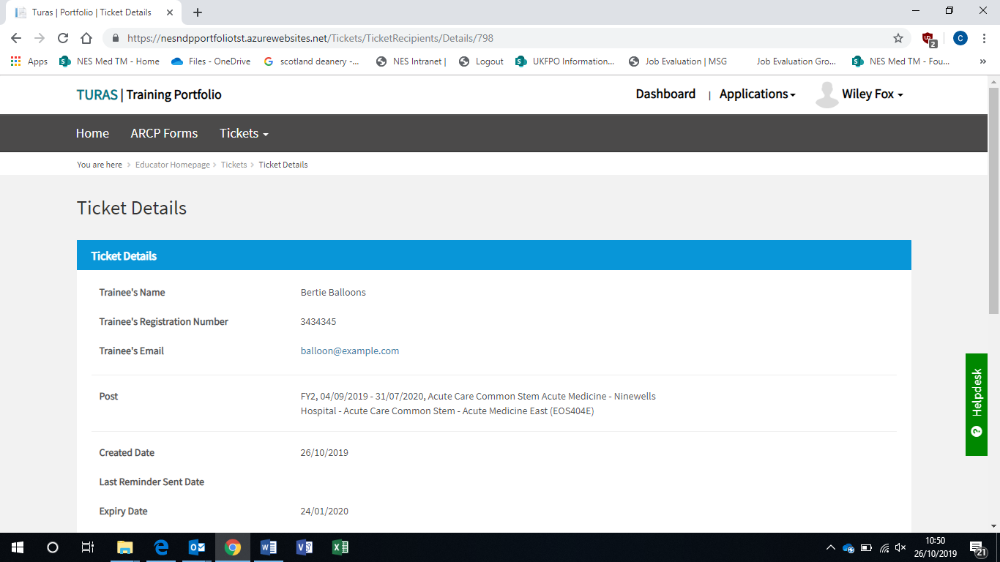 Turas | Portfolio | Ticket Details
https://nesndpportfoliotst.azurewebsites.net/Tickets/TicketRecipients/Details/798
2
C
Apps
NES Med TM - Home
Files - OneDrive
scotland deanery -...
NES Intranet |
Logout
UKFPO Information...
Job Evaluation | MSG
Job Evaluation Gro...
NES Med TM - Fou...
»
TURAS | Training Portfolio
Dashboard | Applications
Wiley Fox
Home
ARCP Forms
Tickets
You are here > Educator Homepage > Tickets > Ticket Details
Ticket Details
Ticket Details
Trainee's Name
Bertie Balloons
Trainee's Registration Number
3434345
Trainee's Email
balloon@example.com
Post
FY2, 04/09/2019 - 31/07/2020, Acute Care Common Stem Acute Medicine - Ninewells
Hospital - Acute Care Common Stem - Acute Medicine East (EOS404E)
Created Date
26/10/2019
Last Reminder Sent Date
Expiry Date
24/01/2020
Helpdesk
10:50
26/10/2019
21